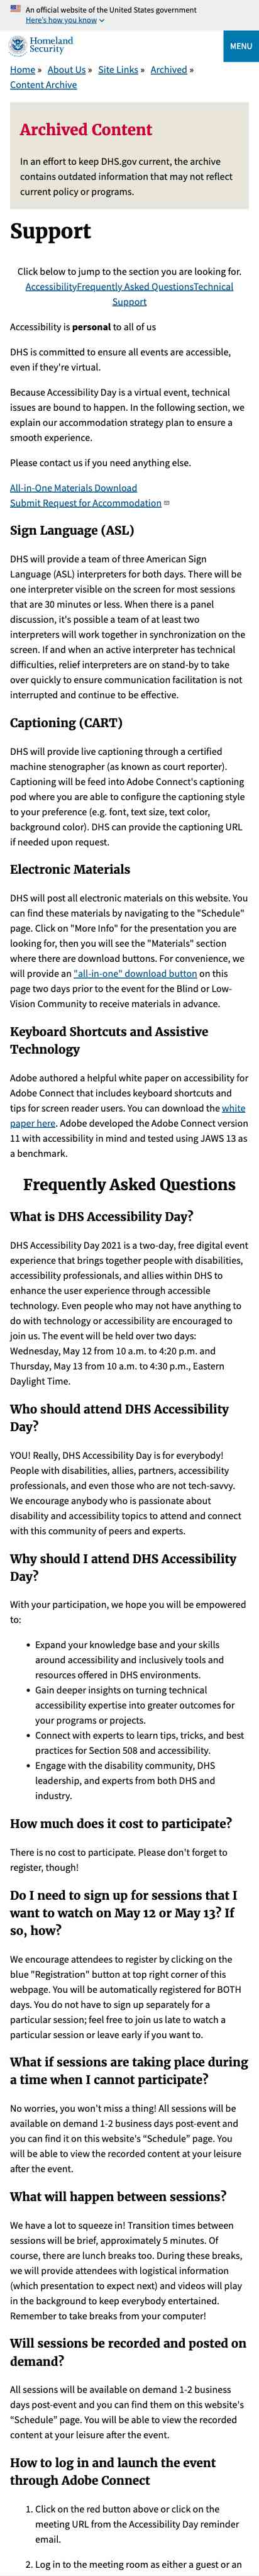 An official website of the United States government
Here's how you know
Homeland
Security
MENU
Home » About Us » Site Links » Archived »
Content Archive
Archived Content
In an effort to keep DHS.gov current, the archive
contains outdated information that may not reflect
current policy or programs.
Support
Click below to jump to the section you are looking for.
AccessibilityFrequently Asked QuestionsTechnical
Support
Accessibility is personal to all of us
DHS is committed to ensure all events are accessible,
even if they're virtual.
Because Accessibility Day is a virtual event, technical
issues are bound to happen. In the following section, we
explain our accommodation strategy plan to ensure a
smooth experience.
Please contact us if you need anything else.
All-in-One Materials Download
Submit Request for Accommodation
Sign Language (ASL)
DHS will provide a team of three American Sign
Language (ASL) interpreters for both days. There will be
one interpreter visible on the screen for most sessions
that are 30 minutes or less. When there is a panel
discussion, it's possible a team of at least two
interpreters will work together in synchronization on the
screen. If and when an active interpreter has technical
difficulties, relief interpreters are on stand-by to take
over quickly to ensure communication facilitation is not
interrupted and continue to be effective.
Captioning (CART)
DHS will provide live captioning through a certified
machine stenographer (as known as court reporter).
Captioning will be feed into Adobe Connect's captioning
pod where you are able to configure the captioning style
to your preference (e.g. font, text size, text color,
background color). DHS can provide the captioning URL
if needed upon request.
Electronic Materials
DHS will post all electronic materials on this website. You
can find these materials by navigating to the "Schedule"
page. Click on "More Info" for the presentation you are
looking for, then you will see the "Materials" section
where there are download buttons. For convenience, we
will provide an "all-in-one" download button on this
page two days prior to the event for the Blind or Low-
Vision Community to receive materials in advance.
Keyboard Shortcuts and Assistive
Technology
Adobe authored a helpful white paper on accessibility for
Adobe Connect that includes keyboard shortcuts and
tips for screen reader users. You can download the white
paper here. Adobe developed the Adobe Connect version
11 with accessibility in mind and tested using JAWS 13 as
a benchmark.
Frequently Asked Questions
What is DHS Accessibility Day?
DHS Accessibility Day 2021 is a two-day, free digital event
experience that brings together people with disabilities,
accessibility professionals, and allies within DHS to
enhance the user experience through accessible
technology. Even people who may not have anything to
do with technology or accessibility are encouraged to
join us. The event will be held over two days:
Wednesday, May 12 from 10 a.m. to 4:20 p.m. and
Thursday, May 13 from 10 a.m. to 4:30 p.m., Eastern
Daylight Time.
Who should attend DHS Accessibility
Day?
YOU! Really, DHS Accessibility Day is for everybody!
People with disabilities, allies, partners, accessibility
professionals, and even those who are not tech-savvy.
We encourage anybody who is passionate about
disability and accessibility topics to attend and connect
with this community of peers and experts.
Why should I attend DHS Accessibility
Day?
With your participation, we hope you will be empowered
to:
• Expand your knowledge base and your skills
around accessibility and inclusively tools and
resources offered in DHS environments.
• Gain deeper insights on turning technical
accessibility expertise into greater outcomes for
your programs or projects.
• Connect with experts to learn tips, tricks, and best
practices for Section 508 and accessibility.
• Engage with the disability community, DHS
leadership, and experts from both DHS and
industry.
How much does it cost to participate?
There is no cost to participate. Please don't forget to
register, though!
Do I need to sign up for sessions that I
want to watch on May 12 or May 13? If
so, how?
We encourage attendees to register by clicking on the
blue "Registration" button at top right corner of this
webpage. You will be automatically registered for BOTH
days. You do not have to sign up separately for a
particular session; feel free to join us late to watch a
particular session or leave early if you want to.
What if sessions are taking place during
a time when I cannot participate?
No worries, you won't miss a thing! All sessions will be
available on demand 1-2 business days post-event and
you can find it on this website's “Schedule” page. You
will be able to view the recorded content at your leisure
after the event.
What will happen between sessions?
We have a lot to squeeze in! Transition times between
sessions will be brief, approximately 5 minutes. Of
course, there are lunch breaks too. During these breaks,
we will provide attendees with logistical information
(which presentation to expect next) and videos will play
in the background to keep everybody entertained.
Remember to take breaks from your computer!
Will sessions be recorded and posted on
demand?
All sessions will be available on demand 1-2 business
days post-event and you can find them on this website's
“Schedule” page. You will be able to view the recorded
content at your leisure after the event.
How to log in and launch the event
through Adobe Connect
1. Click on the red button above or click on the
meeting URL from the Accessibility Day reminder
email.
2. Log in to the meeting room as either a guest or an